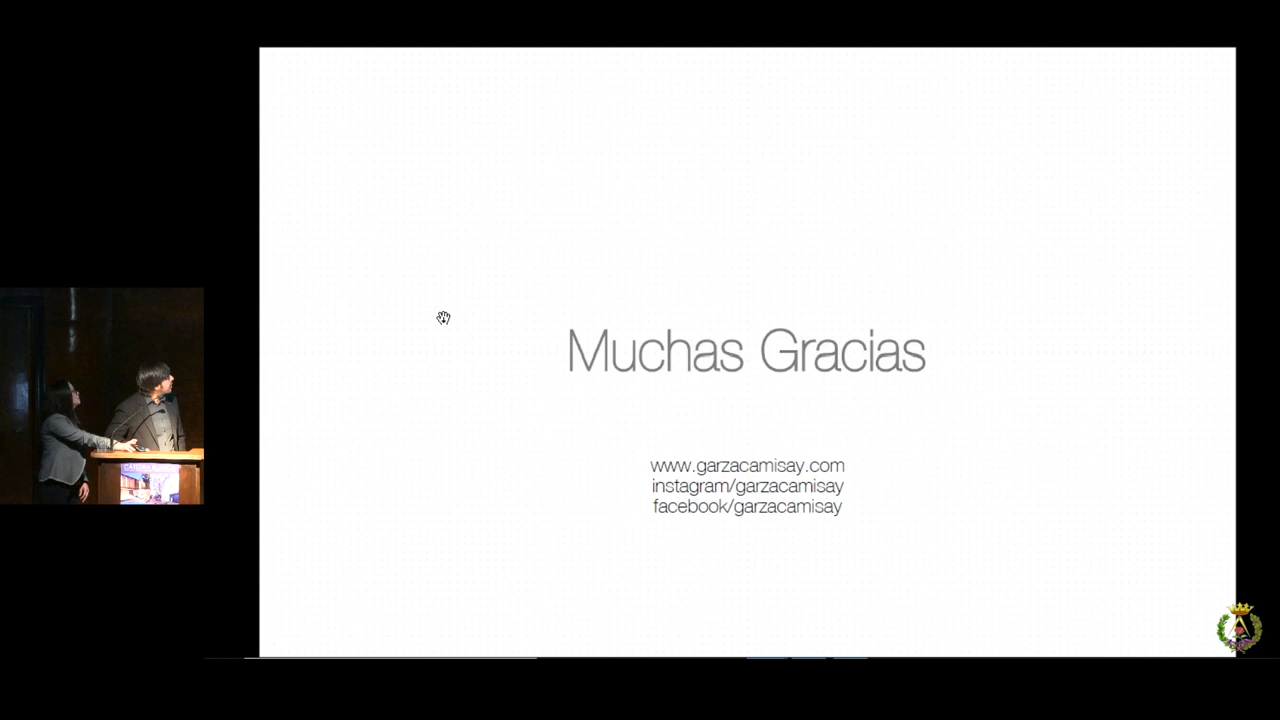 Muchas Gracias
www.garzacamisay.com
instagram/garzacamisay
facebook/garzacamisay